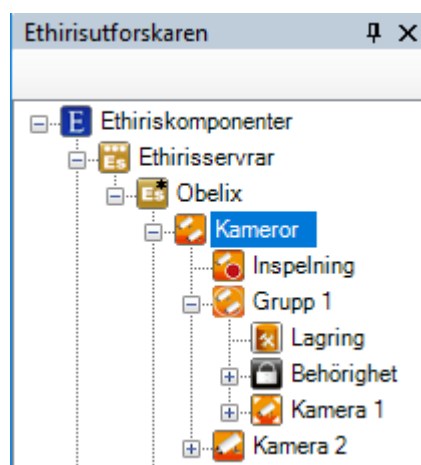 Ethirisutforskaren
Ethiriskomponenter
Ethirisservrar
Obelix
Kameror
Inspelning
Grupp 1
Lagring
Behörighet
Kamera 1
Kamera 2